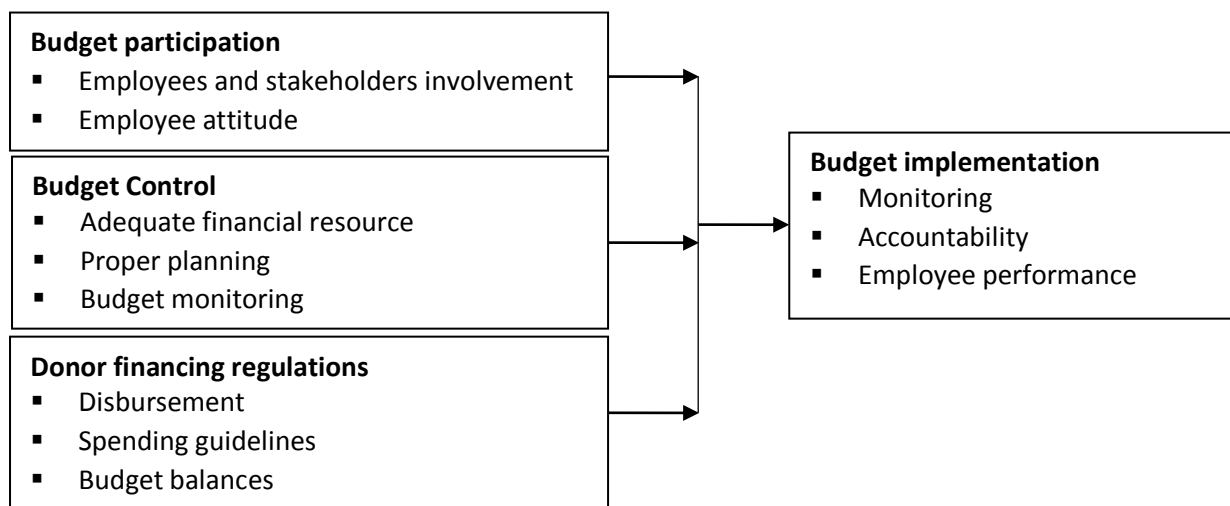 Budget participation
▪ Employees and stakeholders involvement
▪ Employee attitude
Budget Control
▪ Adequate financial resource
▪ Proper planning
▪ Budget monitoring
Donor financing regulations
▪ Disbursement
▪ Spending guidelines
▪ Budget balances
Budget implementation
▪ Monitoring
▪ Accountability
▪ Employee performance